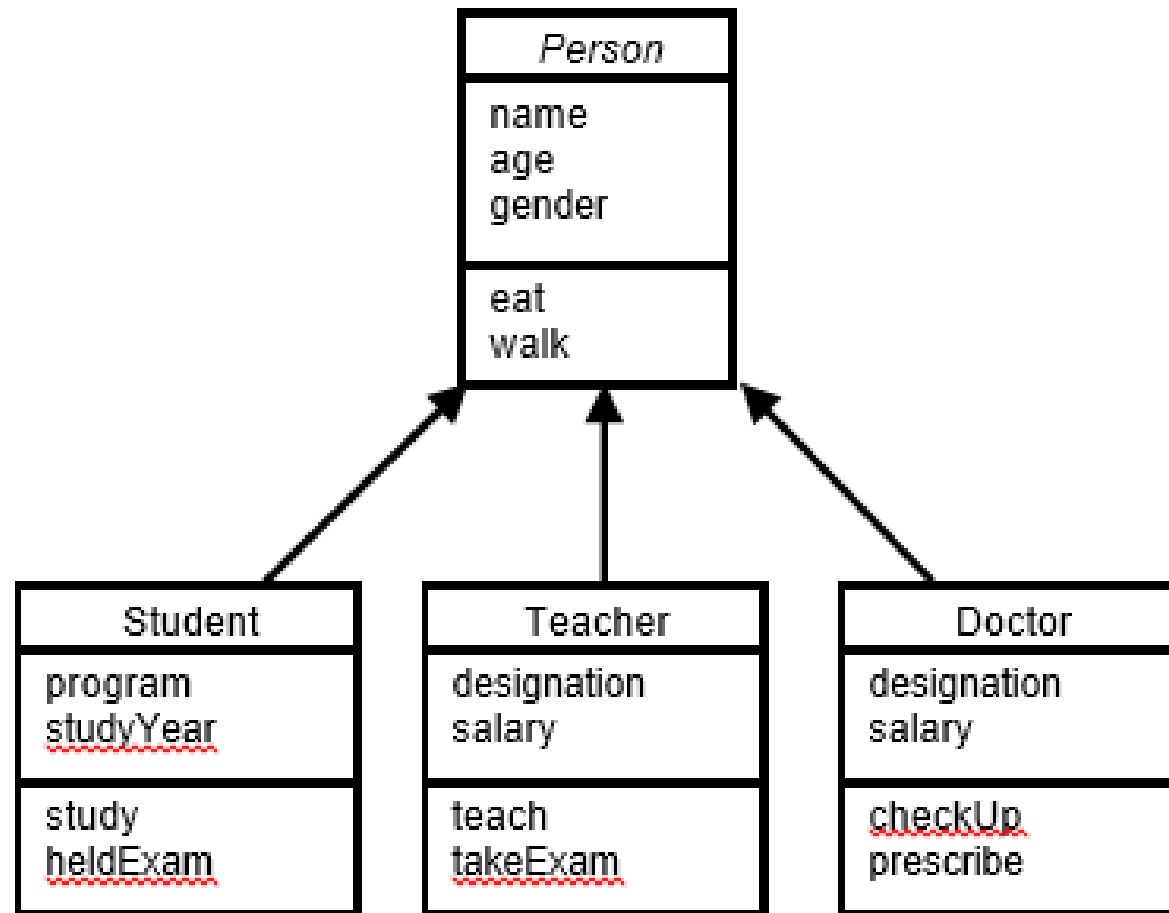 Person
name
age
gender
eat
walk
Student
program
studyYear
study
heldExam
Teacher
designation
salary
teach
takeExam
Doctor
designation
salary
checkUp
prescribe